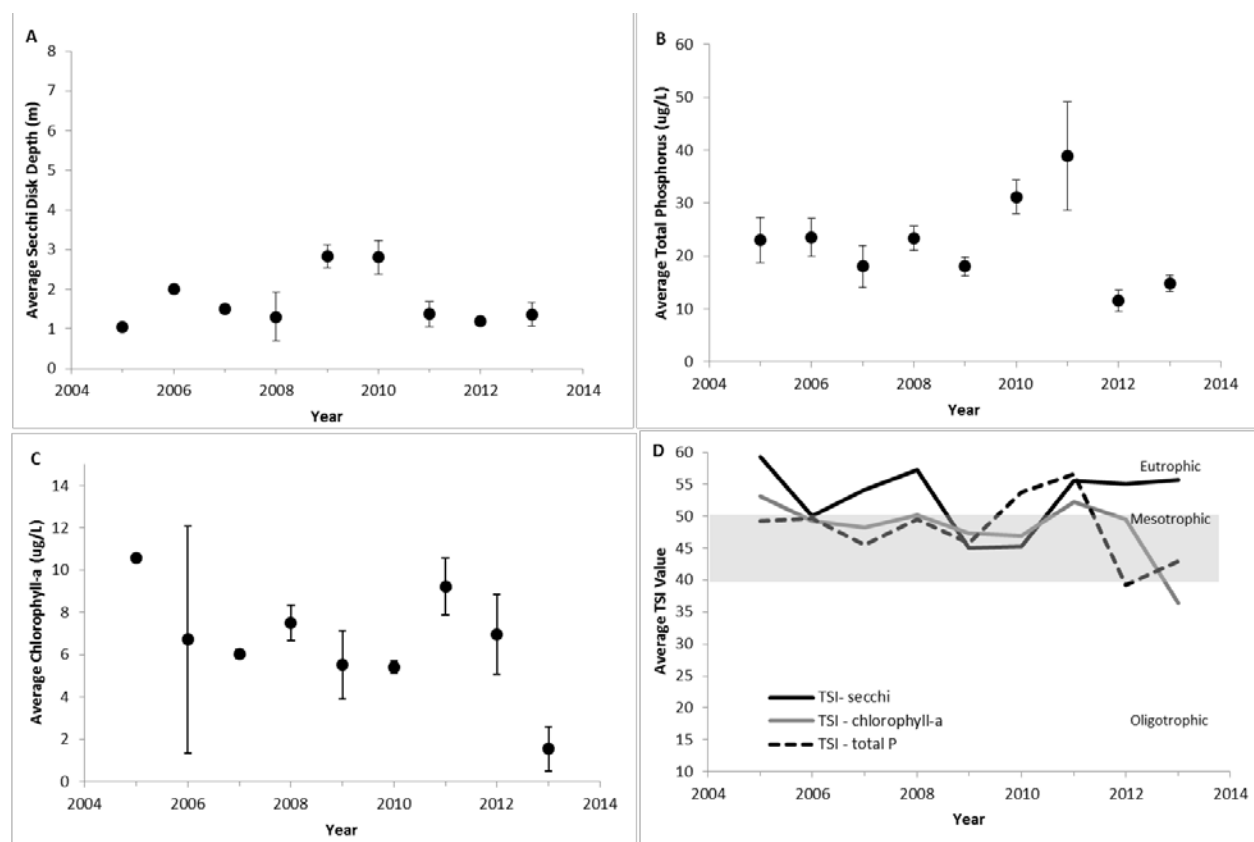 A
Average Secchi Disk Depth (m)
8
7
6
5
4
3
2
1
0
2004 2006 2008 2010 2012 2014
Year
B
Average Total Phosphorus (ug/L)
60
50
40
30
20
10
0
2004 2006 2008 2010 2012 2014
Year
C
Average Chlorophyll-a (ug/L)
14
12
10
8
6
4
2
0
2004 2006 2008 2010 2012 2014
Year
D
Average TSI Value
60
55
50
45
40
35
30
25
20
15
10
Eutrophic
Mesotrophic
Oligotrophic
TSI- secchi
TSI - chlorophyll-a
TSI - total P
2004 2006 2008 2010 2012 2014
Year